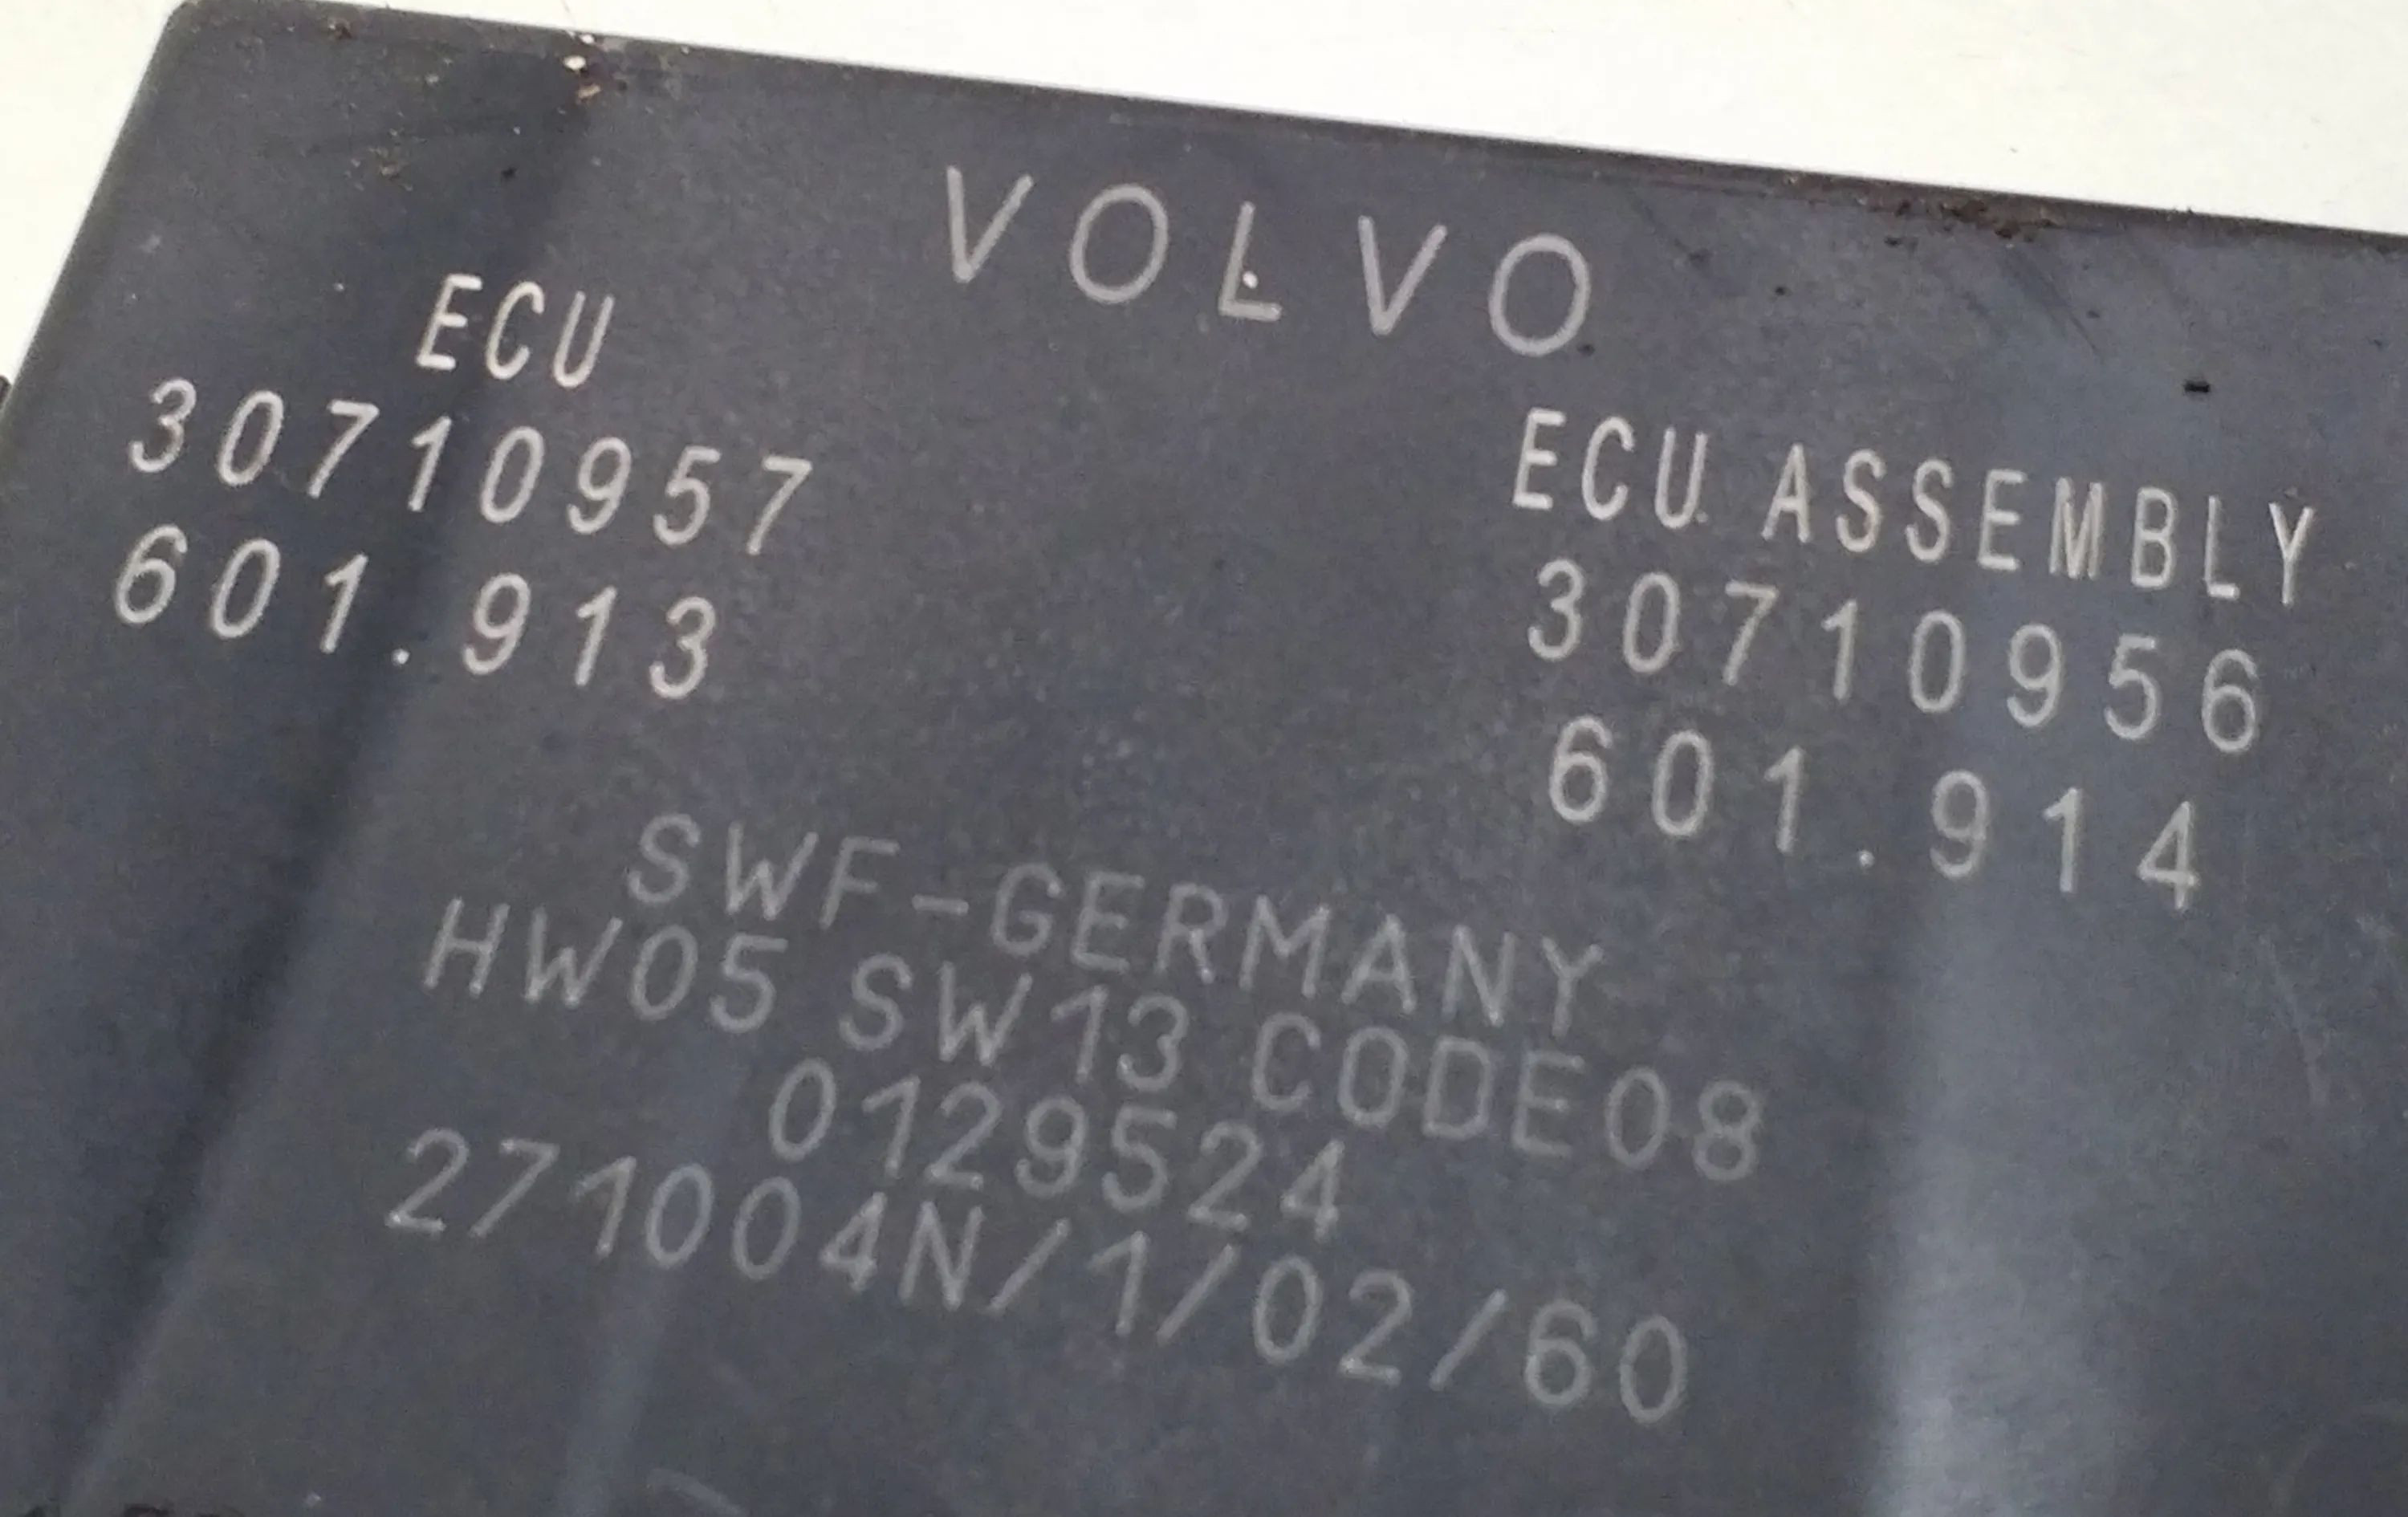 VOLVO
ECU
30710957
601.913
ECU ASSEMBLY
30710956
601.914
SWF-GERMANY
HW05 SW13 CODE08
0129524
271004N/1/02/60